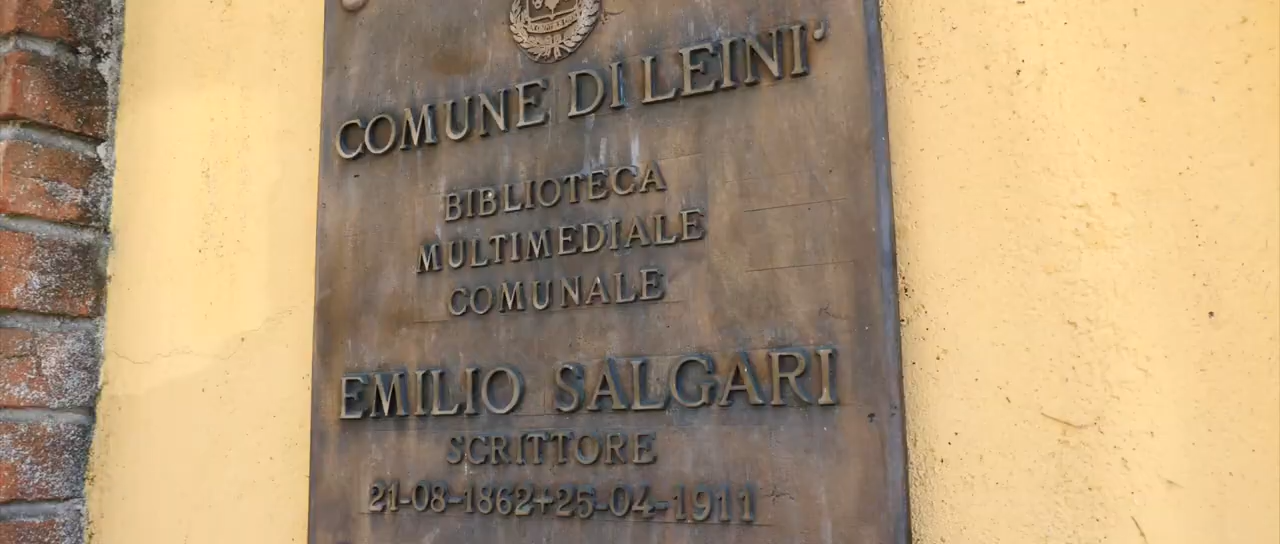 COMUNE DI LEINI'
BIBLIOTECA
MULTIMEDIALE
COMUNALE
EMILIO SALGARI
SCRITTORE
21-08-1862+25-04-1911